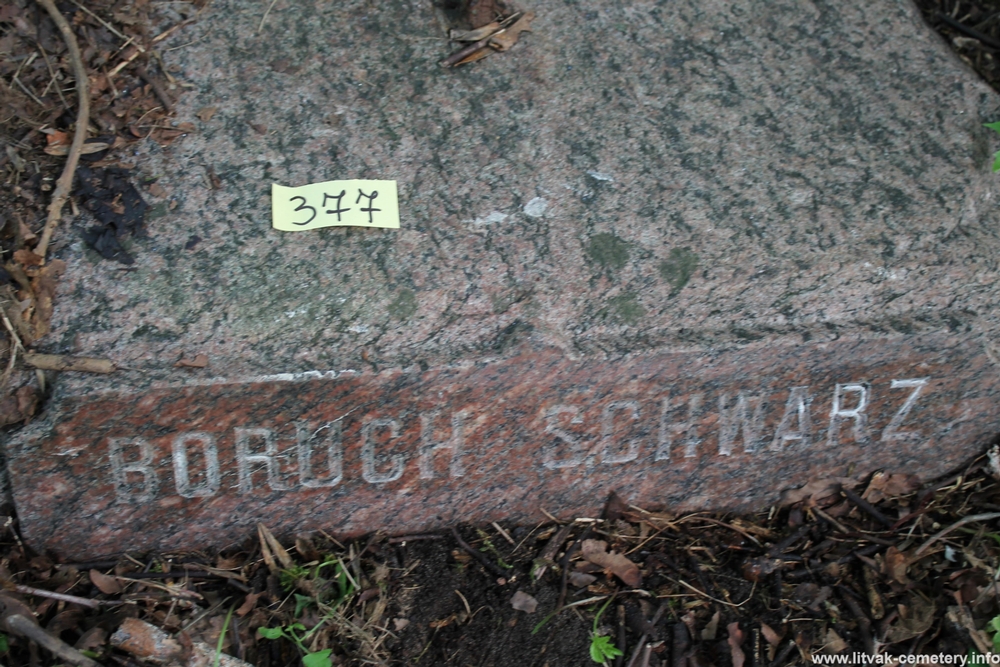 377
BORUCH SCHWARZ
www.litvak-cemetery.info